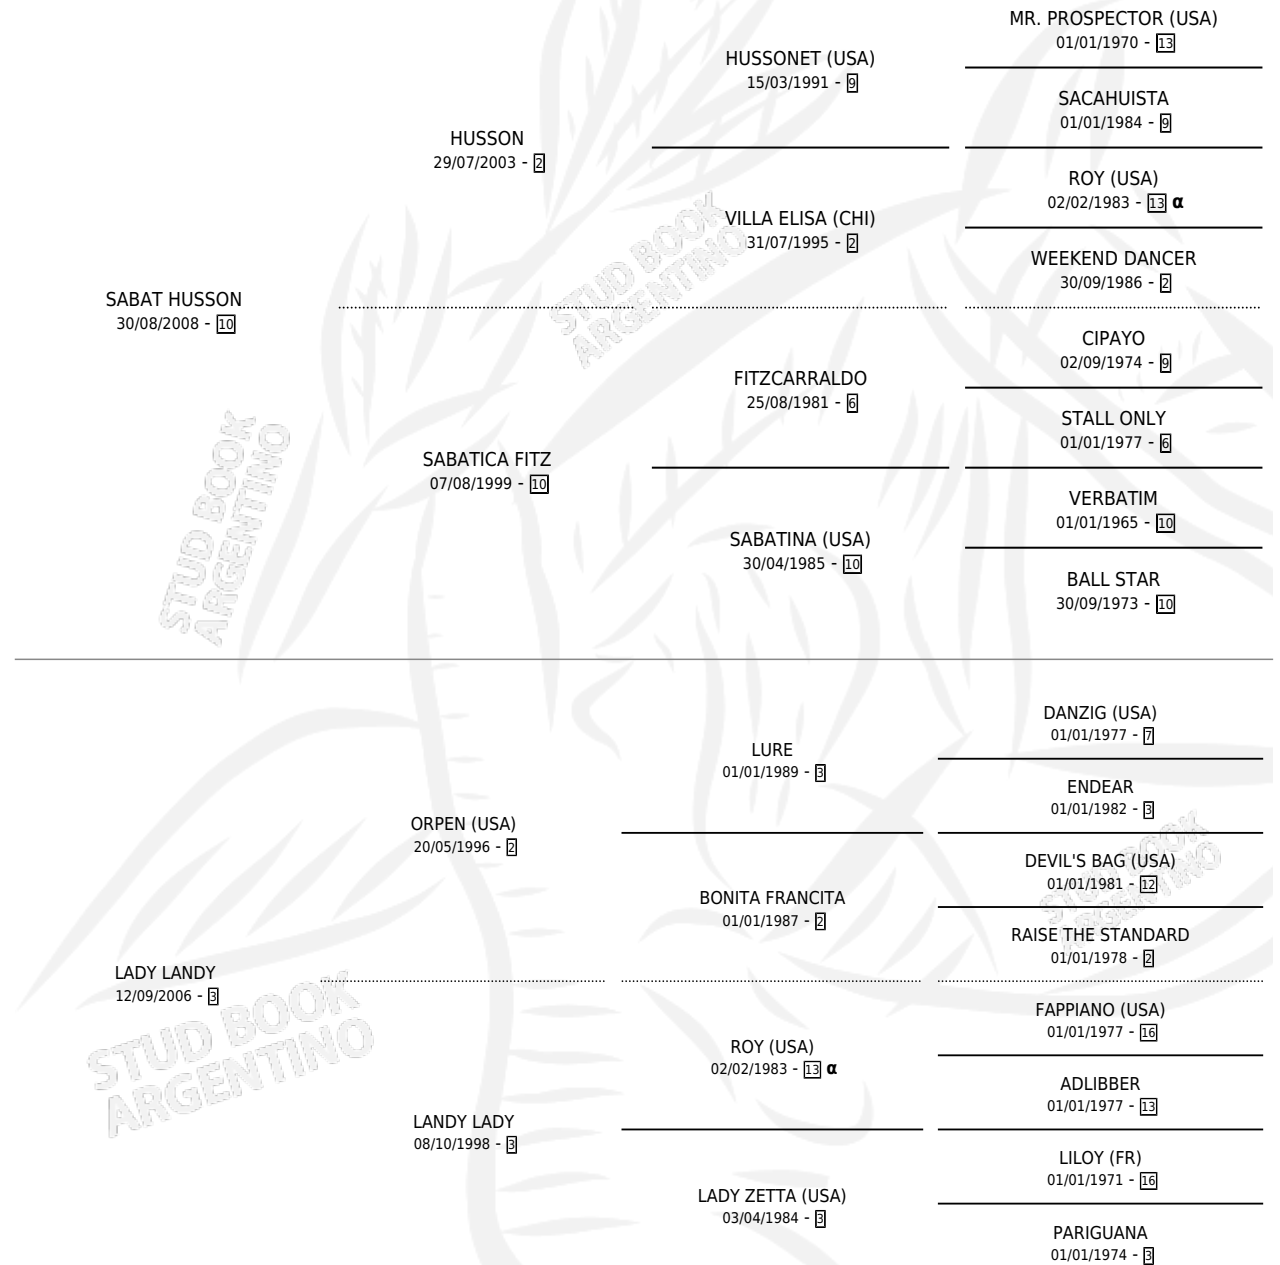 MR. PROSPECTOR (USA)
01/01/1970 - 13
HUSSONET (USA)
15/03/1991 - 9
SACAHUISTA
01/01/1984 - 9
HUSSON
29/07/2003 - 2
ROY (USA)
02/02/1983 - 13 α
VILLA ELISA (CHI)
31/07/1995 - 2
WEEKEND DANCER
30/09/1986 - 2
SABAT HUSSON
30/08/2008 - 10
CIPAYO
02/09/1974 - 9
FITZCARRALDO
25/08/1981 - 6
STALL ONLY
01/01/1977 - 6
SABATICA FITZ
07/08/1999 - 10
VERBATIM
01/01/1965 - 10
SABATINA (USA)
30/04/1985 - 10
BALL STAR
30/09/1973 - 10
DANZIG (USA)
01/01/1977 - 7
LURE
01/01/1989 - 3
ENDEAR
01/01/1982 - 3
ORPEN (USA)
20/05/1996 - 2
DEVIL'S BAG (USA)
01/01/1981 - 12
BONITA FRANCITA
01/01/1987 - 2
RAISE THE STANDARD
01/01/1978 - 2
LADY LANDY
12/09/2006 - 3
FAPPIANO (USA)
01/01/1977 - 16
ROY (USA)
02/02/1983 - 13 α
ADLIBBER
01/01/1977 - 13
LANDY LADY
08/10/1998 - 3
LILOY (FR)
01/01/1971 - 16
LADY ZETTA (USA)
03/04/1984 - 3
PARIGUANA
01/01/1974 - 3
STUD BOOK
ARGENTINO
STUD BOOK
ARGENTINO
STUD BOOK
ARGENTINO
STUD BOOK
ARGENTINO